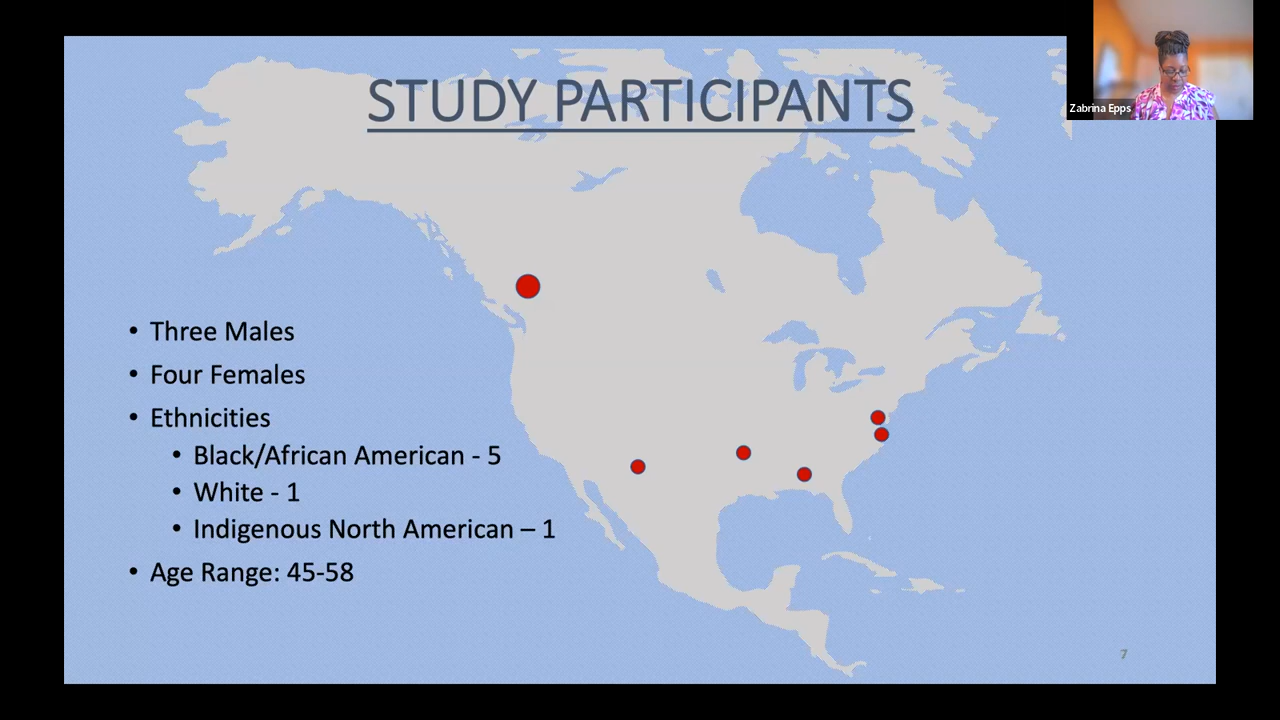 STUDY PARTICIPANTS
Zabrina Epps
• Three Males
• Four Females
• Ethnicities
• Black/African American - 5
• White - 1
• Indigenous North American – 1
• Age Range: 45-58
7